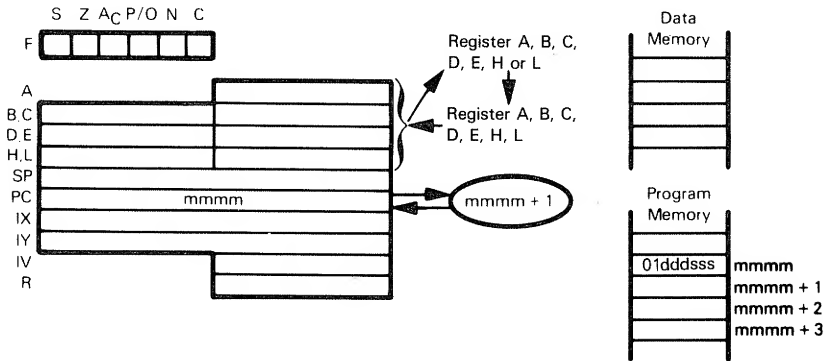 S Z AC P/O N C
F
A
B,C
D,E
H,L
SP
PC
IX
IY
IV
R
mmmm
Register A, B, C,
D, E, H or L
Register A, B, C,
D, E, H, L
mmmm + 1
Data
Memory
Program
Memory
01dddsss mmmm
mmmm + 1
mmmm + 2
mmmm + 3